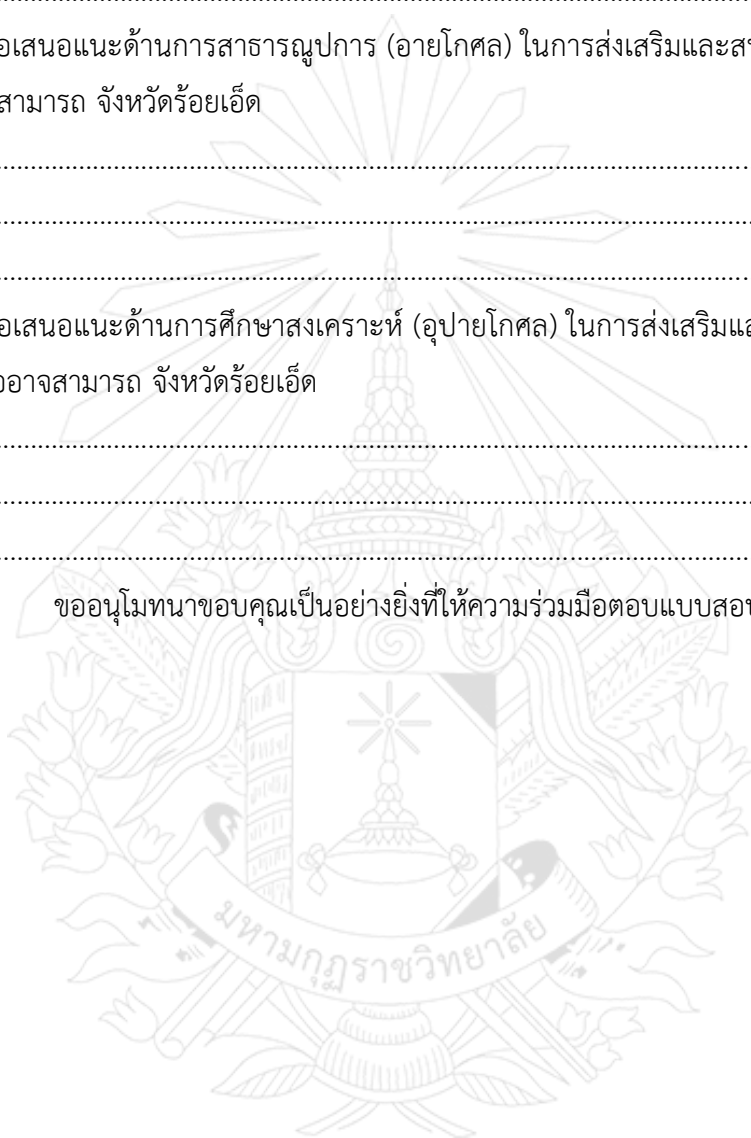 อเสนอแนะด้านการสาธารณูปการ (อายโกศล) ในการส่งเสริมและส
สามารถ จังหวัดร้อยเอ็ด
อเสนอแนะด้านการศึกษาสงเคราะห์ (อุปายโกศล) ในการส่งเสริมแล
ออาจสามารถ จังหวัดร้อยเอ็ด
ขออนุโมทนาขอบคุณเป็นอย่างยิ่งที่ให้ความร่วมมือตอบแบบสอบ
มหามกุฏราชวิทยาลัย